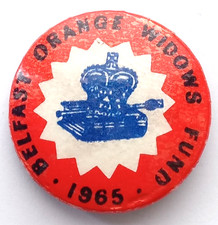 BELFAST ORANGE WIDOWS FUND
· 1965 ·